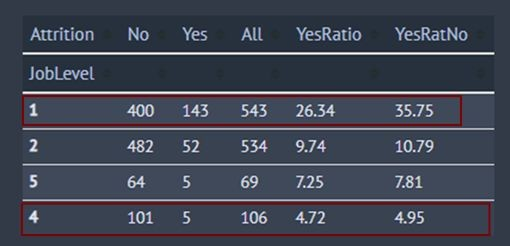 Attrition No Yes All YesRatio YesRatNo
JobLevel
1 400 143 543 26.34 35.75
2 482 52 534 9.74 10.79
5 64 5 69 7.25 7.81
4 101 5 106 4.72 4.95